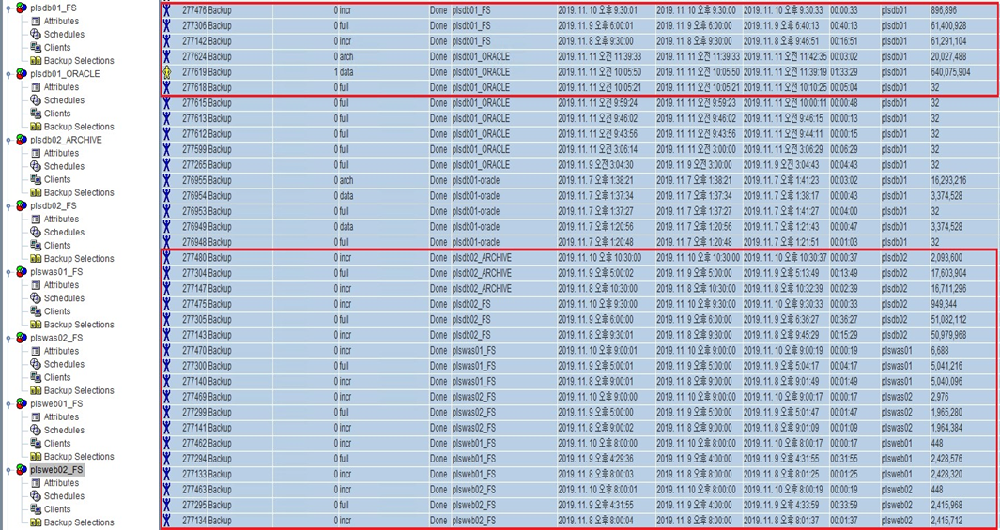 plsdb01_FS
Attributes
Schedules
Clients
Backup Selections
plsdb01_ORACLE
Attributes
Schedules
Clients
Backup Selections
plsdb02_ARCHIVE
Attributes
Schedules
Clients
Backup Selections
plsdb02_FS
Attributes
Schedules
Clients
Backup Selections
plswas01_FS
Attributes
Schedules
Clients
Backup Selections
plswas02_FS
Attributes
Schedules
Clients
Backup Selections
plsweb01_FS
Attributes
Schedules
Clients
Backup Selections
plsweb02_FS
Attributes
Schedules
Clients
Backup Selections
277476 Backup 0 incr Done plsdb01_FS 2019. 11. 10 오후 9:30:01 2019. 11. 10 오후 9:30:00 2019. 11. 10 오후 9:30:33 00:00:33 plsdb01 896,896
277306 Backup 0 full Done plsdb01_FS 2019. 11. 9 오후 6:00:01 2019. 11. 9 오후 6:00:00 2019. 11. 9 오후 6:40:13 00:40:13 plsdb01 61,400,928
277142 Backup 0 incr Done plsdb01_FS 2019. 11. 8 오후 9:30:00 2019. 11. 8 오후 9:30:00 2019. 11. 8 오후 9:46:51 00:16:51 plsdb01 61,291,104
277624 Backup 0 arch Done plsdb01_ORACLE 2019. 11. 11 오전 11:39:33 2019. 11. 11 오전 11:39:33 2019. 11. 11 오전 11:42:35 00:03:02 plsdb01 20,027,488
277619 Backup 1 data Done plsdb01_ORACLE 2019. 11. 11 오전 10:05:50 2019. 11. 11 오전 10:05:50 2019. 11. 11 오전 11:39:19 01:33:29 plsdb01 640,075,904
277618 Backup 0 full Done plsdb01_ORACLE 2019. 11. 11 오전 10:05:21 2019. 11. 11 오전 10:05:21 2019. 11. 11 오전 10:10:25 00:05:04 plsdb01 32
277615 Backup 0 full Done plsdb01_ORACLE 2019. 11. 11 오전 9:59:24 2019. 11. 11 오전 9:59:23 2019. 11. 11 오전 10:00:11 00:00:48 plsdb01 32
277613 Backup 0 full Done plsdb01_ORACLE 2019. 11. 11 오전 9:46:02 2019. 11. 11 오전 9:46:02 2019. 11. 11 오전 9:46:15 00:00:13 plsdb01 32
277612 Backup 0 full Done plsdb01_ORACLE 2019. 11. 11 오전 9:43:56 2019. 11. 11 오전 9:43:56 2019. 11. 11 오전 9:44:11 00:00:15 plsdb01 32
277599 Backup 0 full Done plsdb01_ORACLE 2019. 11. 11 오전 3:06:14 2019. 11. 11 오전 3:00:00 2019. 11. 11 오전 3:06:29 00:06:29 plsdb01 32
277265 Backup 0 full Done plsdb01_ORACLE 2019. 11. 9 오전 3:04:30 2019. 11. 9 오전 3:00:00 2019. 11. 9 오전 3:04:43 00:04:43 plsdb01 32
276955 Backup 0 arch Done plsdb01-oracle 2019. 11. 7 오후 1:38:21 2019. 11. 7 오후 1:38:21 2019. 11. 7 오후 1:41:23 00:03:02 plsdb01 16,293,216
276954 Backup 0 data Done plsdb01-oracle 2019. 11. 7 오후 1:37:34 2019. 11. 7 오후 1:37:34 2019. 11. 7 오후 1:38:17 00:00:43 plsdb01 3,374,528
276953 Backup 0 full Done plsdb01-oracle 2019. 11. 7 오후 1:37:27 2019. 11. 7 오후 1:37:27 2019. 11. 7 오후 1:41:27 00:04:00 plsdb01 32
276949 Backup 0 data Done plsdb01-oracle 2019. 11. 7 오후 1:20:56 2019. 11. 7 오후 1:20:56 2019. 11. 7 오후 1:21:43 00:00:47 plsdb01 3,374,528
276948 Backup 0 full Done plsdb01-oracle 2019. 11. 7 오후 1:20:48 2019. 11. 7 오후 1:20:48 2019. 11. 7 오후 1:21:51 00:01:03 plsdb01 32
277480 Backup 0 incr Done plsdb02_ARCHIVE 2019. 11. 10 오후 10:30:00 2019. 11. 10 오후 10:30:00 2019. 11. 10 오후 10:30:37 00:00:37 plsdb02 2,093,600
277304 Backup 0 full Done plsdb02_ARCHIVE 2019. 11. 9 오후 5:00:02 2019. 11. 9 오후 5:00:00 2019. 11. 9 오후 5:13:49 00:13:49 plsdb02 17,603,904
277147 Backup 0 incr Done plsdb02_ARCHIVE 2019. 11. 8 오후 10:30:00 2019. 11. 8 오후 10:30:00 2019. 11. 8 오후 10:32:39 00:02:39 plsdb02 16,711,296
277475 Backup 0 incr Done plsdb02_FS 2019. 11. 10 오후 9:30:00 2019. 11. 10 오후 9:30:00 2019. 11. 10 오후 9:30:33 00:00:33 plsdb02 949,344
277305 Backup 0 full Done plsdb02_FS 2019. 11. 9 오후 6:00:00 2019. 11. 9 오후 6:00:00 2019. 11. 9 오후 6:36:27 00:36:27 plsdb02 51,082,112
277143 Backup 0 incr Done plsdb02_FS 2019. 11. 8 오후 9:30:01 2019. 11. 8 오후 9:30:00 2019. 11. 8 오후 9:45:29 00:15:29 plsdb02 50,979,968
277470 Backup 0 incr Done plswas01_FS 2019. 11. 10 오후 9:00:01 2019. 11. 10 오후 9:00:00 2019. 11. 10 오후 9:00:19 00:00:19 plswas01 6,688
277300 Backup 0 full Done plswas01_FS 2019. 11. 9 오후 5:00:01 2019. 11. 9 오후 5:00:00 2019. 11. 9 오후 5:04:17 00:04:17 plswas01 5,041,216
277140 Backup 0 incr Done plswas01_FS 2019. 11. 8 오후 9:00:01 2019. 11. 8 오후 9:00:00 2019. 11. 8 오후 9:01:49 00:01:49 plswas01 5,040,096
277469 Backup 0 incr Done plswas02_FS 2019. 11. 10 오후 9:00:00 2019. 11. 10 오후 9:00:00 2019. 11. 10 오후 9:00:17 00:00:17 plswas02 2,976
277299 Backup 0 full Done plswas02_FS 2019. 11. 9 오후 5:00:00 2019. 11. 9 오후 5:00:00 2019. 11. 9 오후 5:01:47 00:01:47 plswas02 1,965,280
277141 Backup 0 incr Done plswas02_FS 2019. 11. 8 오후 9:00:02 2019. 11. 8 오후 9:00:00 2019. 11. 8 오후 9:01:09 00:01:09 plswas02 1,964,384
277462 Backup 0 incr Done plsweb01_FS 2019. 11. 10 오후 8:00:00 2019. 11. 10 오후 8:00:00 2019. 11. 10 오후 8:00:17 00:00:17 plsweb01 448
277294 Backup 0 full Done plsweb01_FS 2019. 11. 9 오후 4:29:36 2019. 11. 9 오후 4:00:00 2019. 11. 9 오후 4:31:55 00:31:55 plsweb01 2,428,576
277133 Backup 0 incr Done plsweb01_FS 2019. 11. 8 오후 8:00:03 2019. 11. 8 오후 8:00:00 2019. 11. 8 오후 8:01:25 00:01:25 plsweb01 2,428,320
277463 Backup 0 incr Done plsweb02_FS 2019. 11. 10 오후 8:00:01 2019. 11. 10 오후 8:00:00 2019. 11. 10 오후 8:00:19 00:00:19 plsweb02 448
277295 Backup 0 full Done plsweb02_FS 2019. 11. 9 오후 4:31:55 2019. 11. 9 오후 4:00:00 2019. 11. 9 오후 4:33:59 00:33:59 plsweb02 2,415,968
277134 Backup 0 incr Done plsweb02_FS 2019. 11. 8 오후 8:00:04 2019. 11. 8 오후 8:00:00 2019. 11. 8 오후 8:01:37 00:01:37 plsweb02 2,415,712